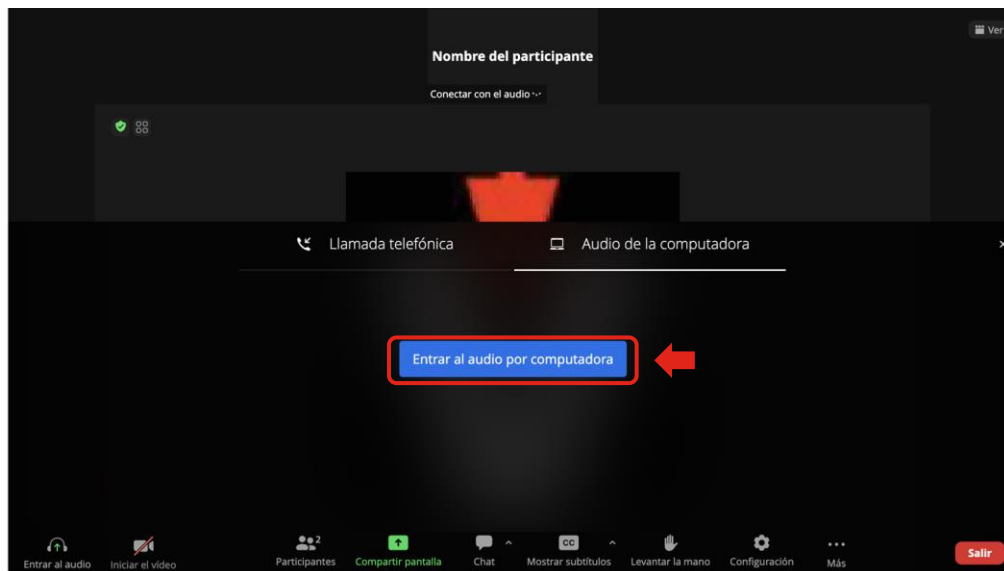 Ver
Nombre del participante
Conectar con el audio
Llamada telefónica
Audio de la computadora
Entrar al audio por computadora
2
CC
Entrar al audio
Iniciar el vídeo
Participantes
Compartir pantalla
Chat
Mostrar subtítulos
Levantar la mano
Configuración
Más
Salir